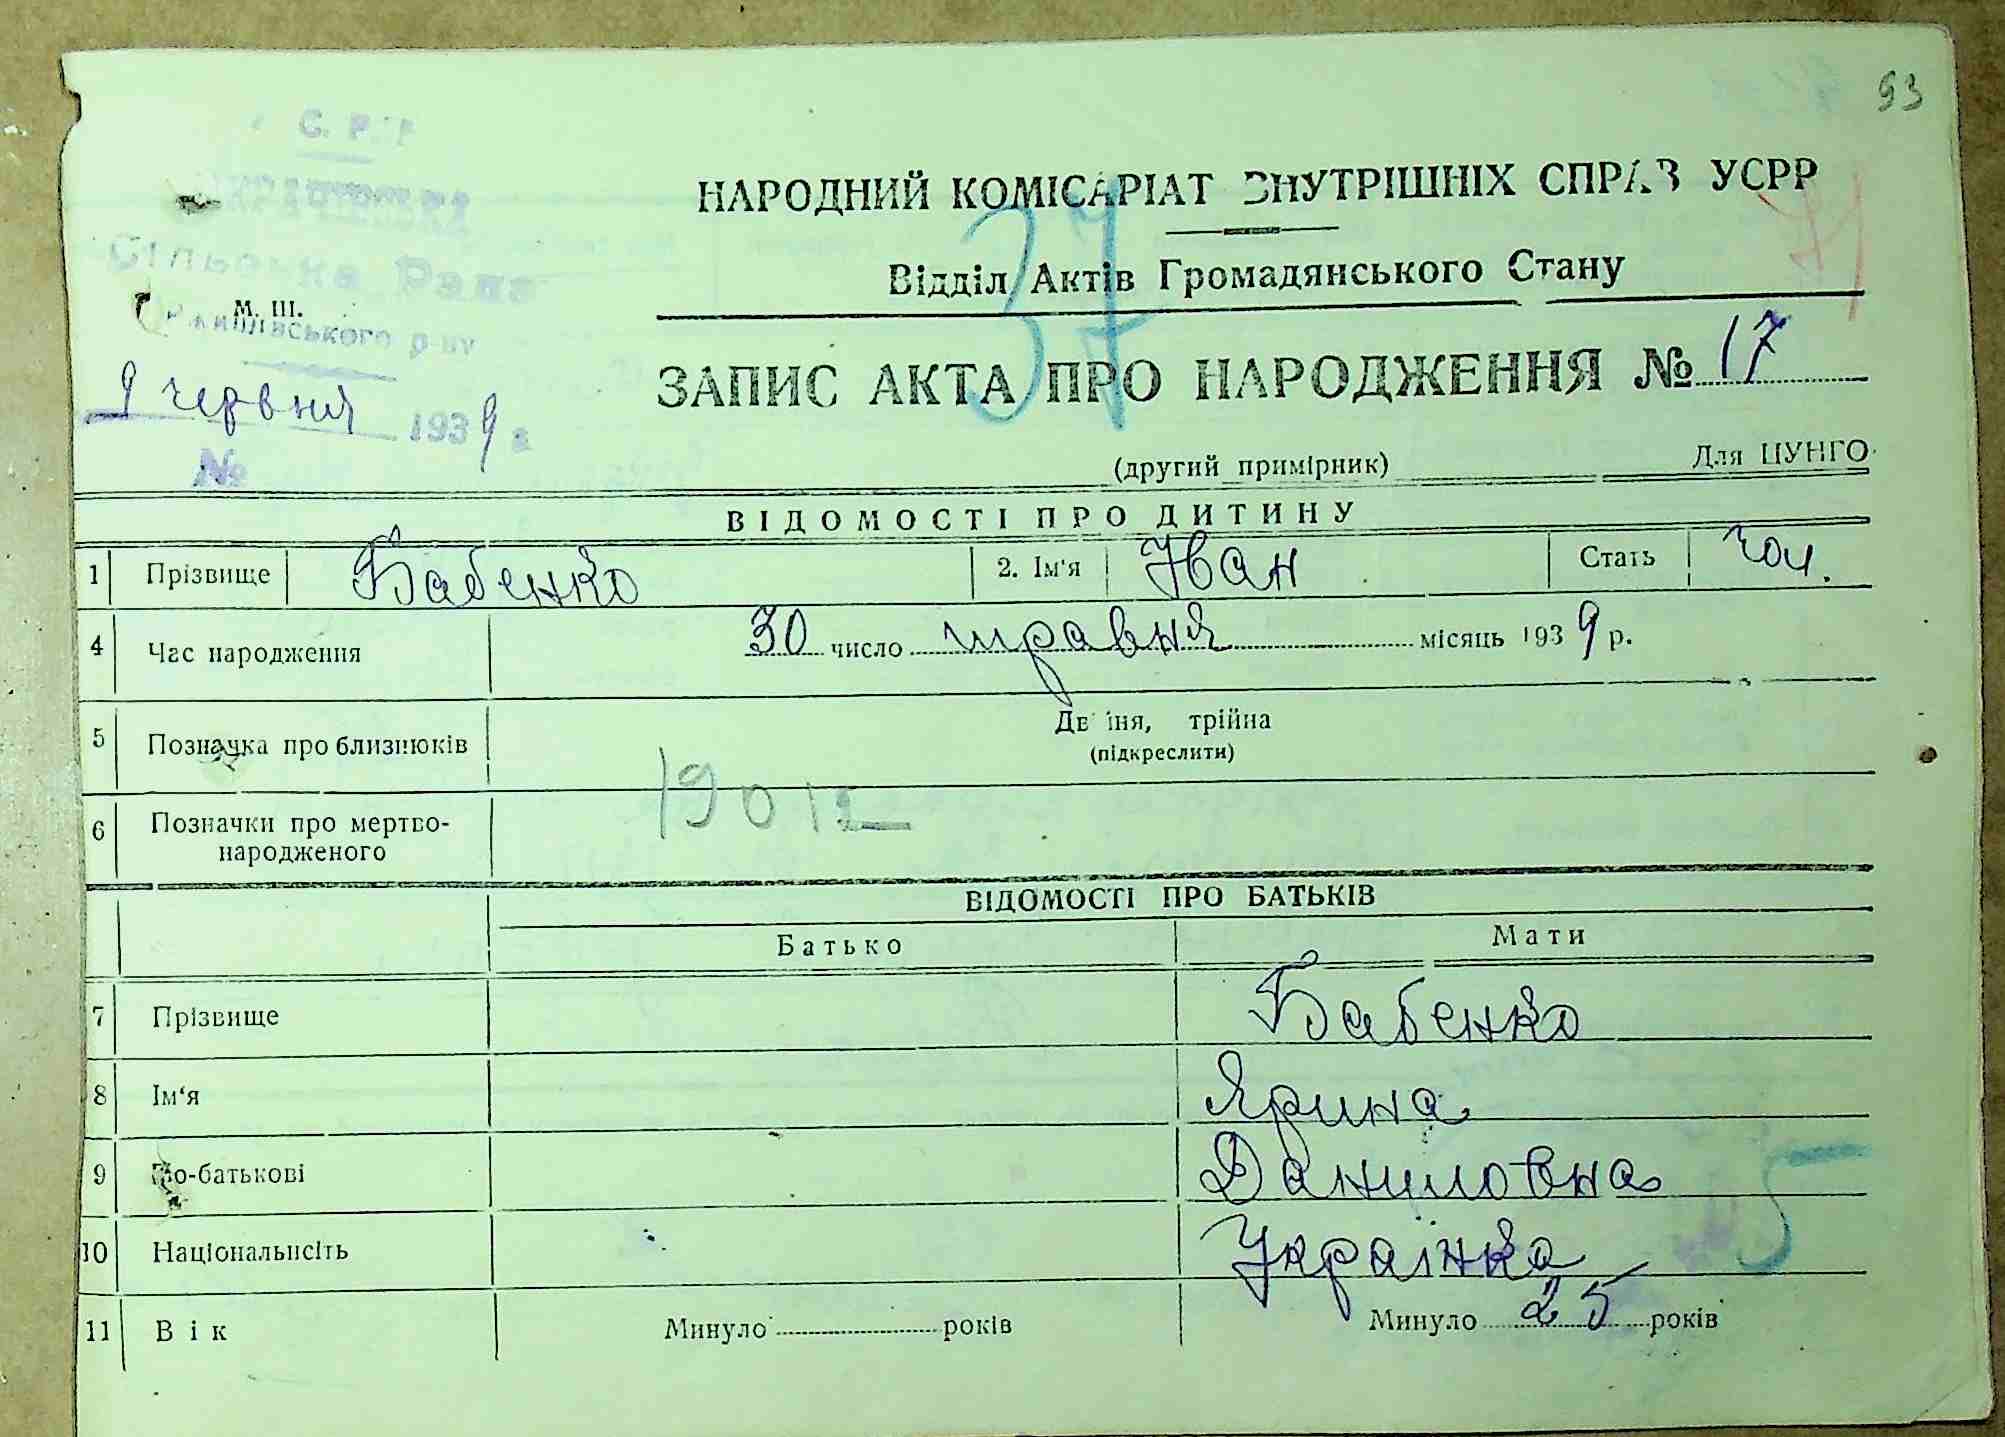 93
С. Р. Р
Сільська Рада
М. Ш.
р-ну
9 червня 1939 г
№
НАРОДНИЙ КОМІСАРІАТ ВНУТРІШНІХ СПРАВ УСРР
37
Відділ Актів Громадянського Стану
ЗАПИС АКТА ПРО НАРОДЖЕННЯ № 17
(другий примірник) Для ЦУНГО
ВІДОМОСТІ ПРО ДИТИНУ
1 Прізвище Бабенко 2. Ім'я Іван Стать чол.
4 Час народження 30 число травня місяць 1939 р.
5 Позначка про близнюків Двійня, трійна
(підкреслити)
6 Позначки про мертво-
народженого
ВІДОМОСТІ ПРО БАТЬКІВ
Батько Мати
7 Прізвище Бабенко
8 Ім'я Ярина
9 По-батькові Даниловна
10 Національність Українка
5
11 Вік Минуло років Минуло 25 років